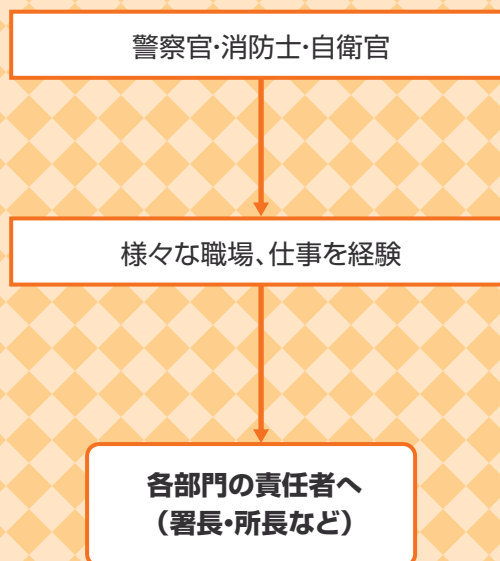 警察官・消防士・自衛官
様々な職場、仕事を経験
各部門の責任者へ
（署長・所長など）